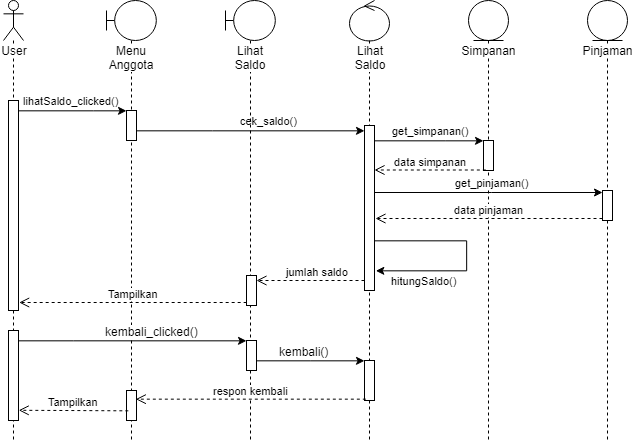 User
Menu
Anggota
Lihat
Saldo
Lihat
Saldo
Simpanan
Pinjaman
lihatSaldo_clicked()
cek_saldo()
get_simpanan()
data simpanan
get_pinjaman()
data pinjaman
jumlah saldo
hitungSaldo()
Tampilkan
kembali_clicked()
kembali()
respon kembali
Tampilkan